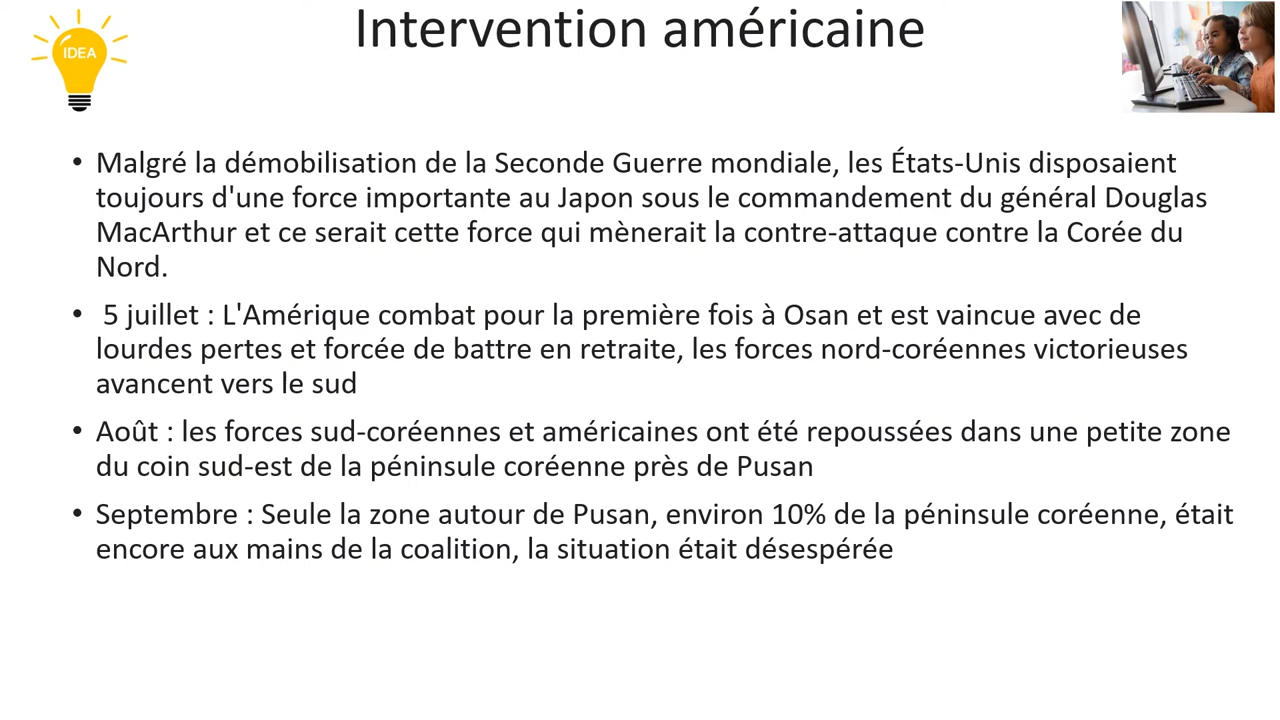 Intervention américaine
IDEA
• Malgré la démobilisation de la Seconde Guerre mondiale, les États-Unis disposaient
toujours d'une force importante au Japon sous le commandement du général Douglas
MacArthur et ce serait cette force qui mènerait la contre-attaque contre la Corée du
Nord.
• 5 juillet : L'Amérique combat pour la première fois à Osan et est vaincue avec de
lourdes pertes et forcée de battre en retraite, les forces nord-coréennes victorieuses
avancent vers le sud
• Août : les forces sud-coréennes et américaines ont été repoussées dans une petite zone
du coin sud-est de la péninsule coréenne près de Pusan
• Septembre : Seule la zone autour de Pusan, environ 10% de la péninsule coréenne, était
encore aux mains de la coalition, la situation était désespérée